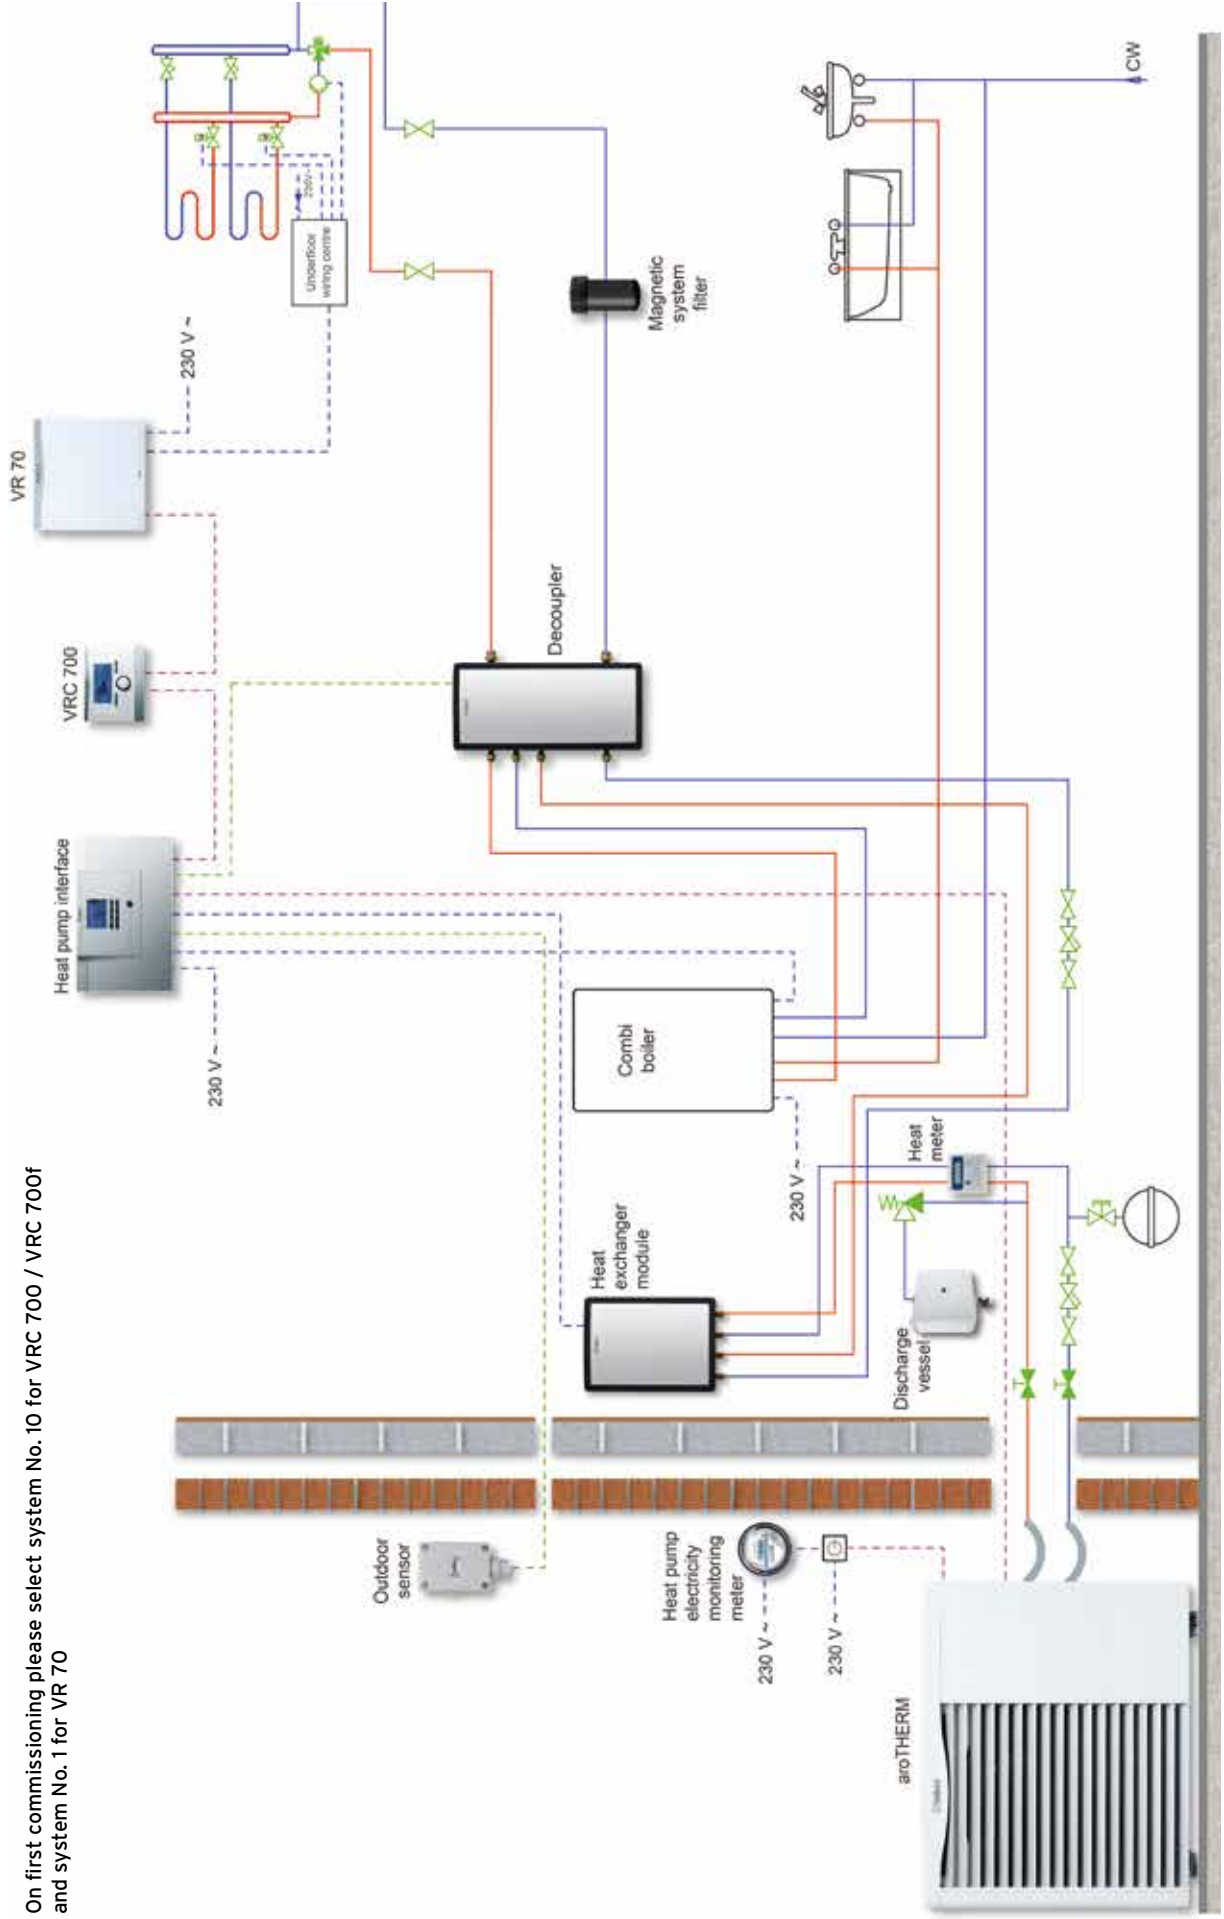 On first commissioning please select system No. 10 for VRC 700 / VRC 700f
and system No. 1 for VR 70
Heat pump interface
VRC 700
VR 70
230 V ~
230 V ~
Underfloor
wiring centre
230V~
Outdoor
sensor
Heat
exchanger
module
Combi
boiler
230 V ~
Decoupler
Magnetic
system
filter
Heat pump
electricity
monitoring
meter
230 V ~
230 V ~
Discharge
vessel
Heat
meter
aroTHERM
CW